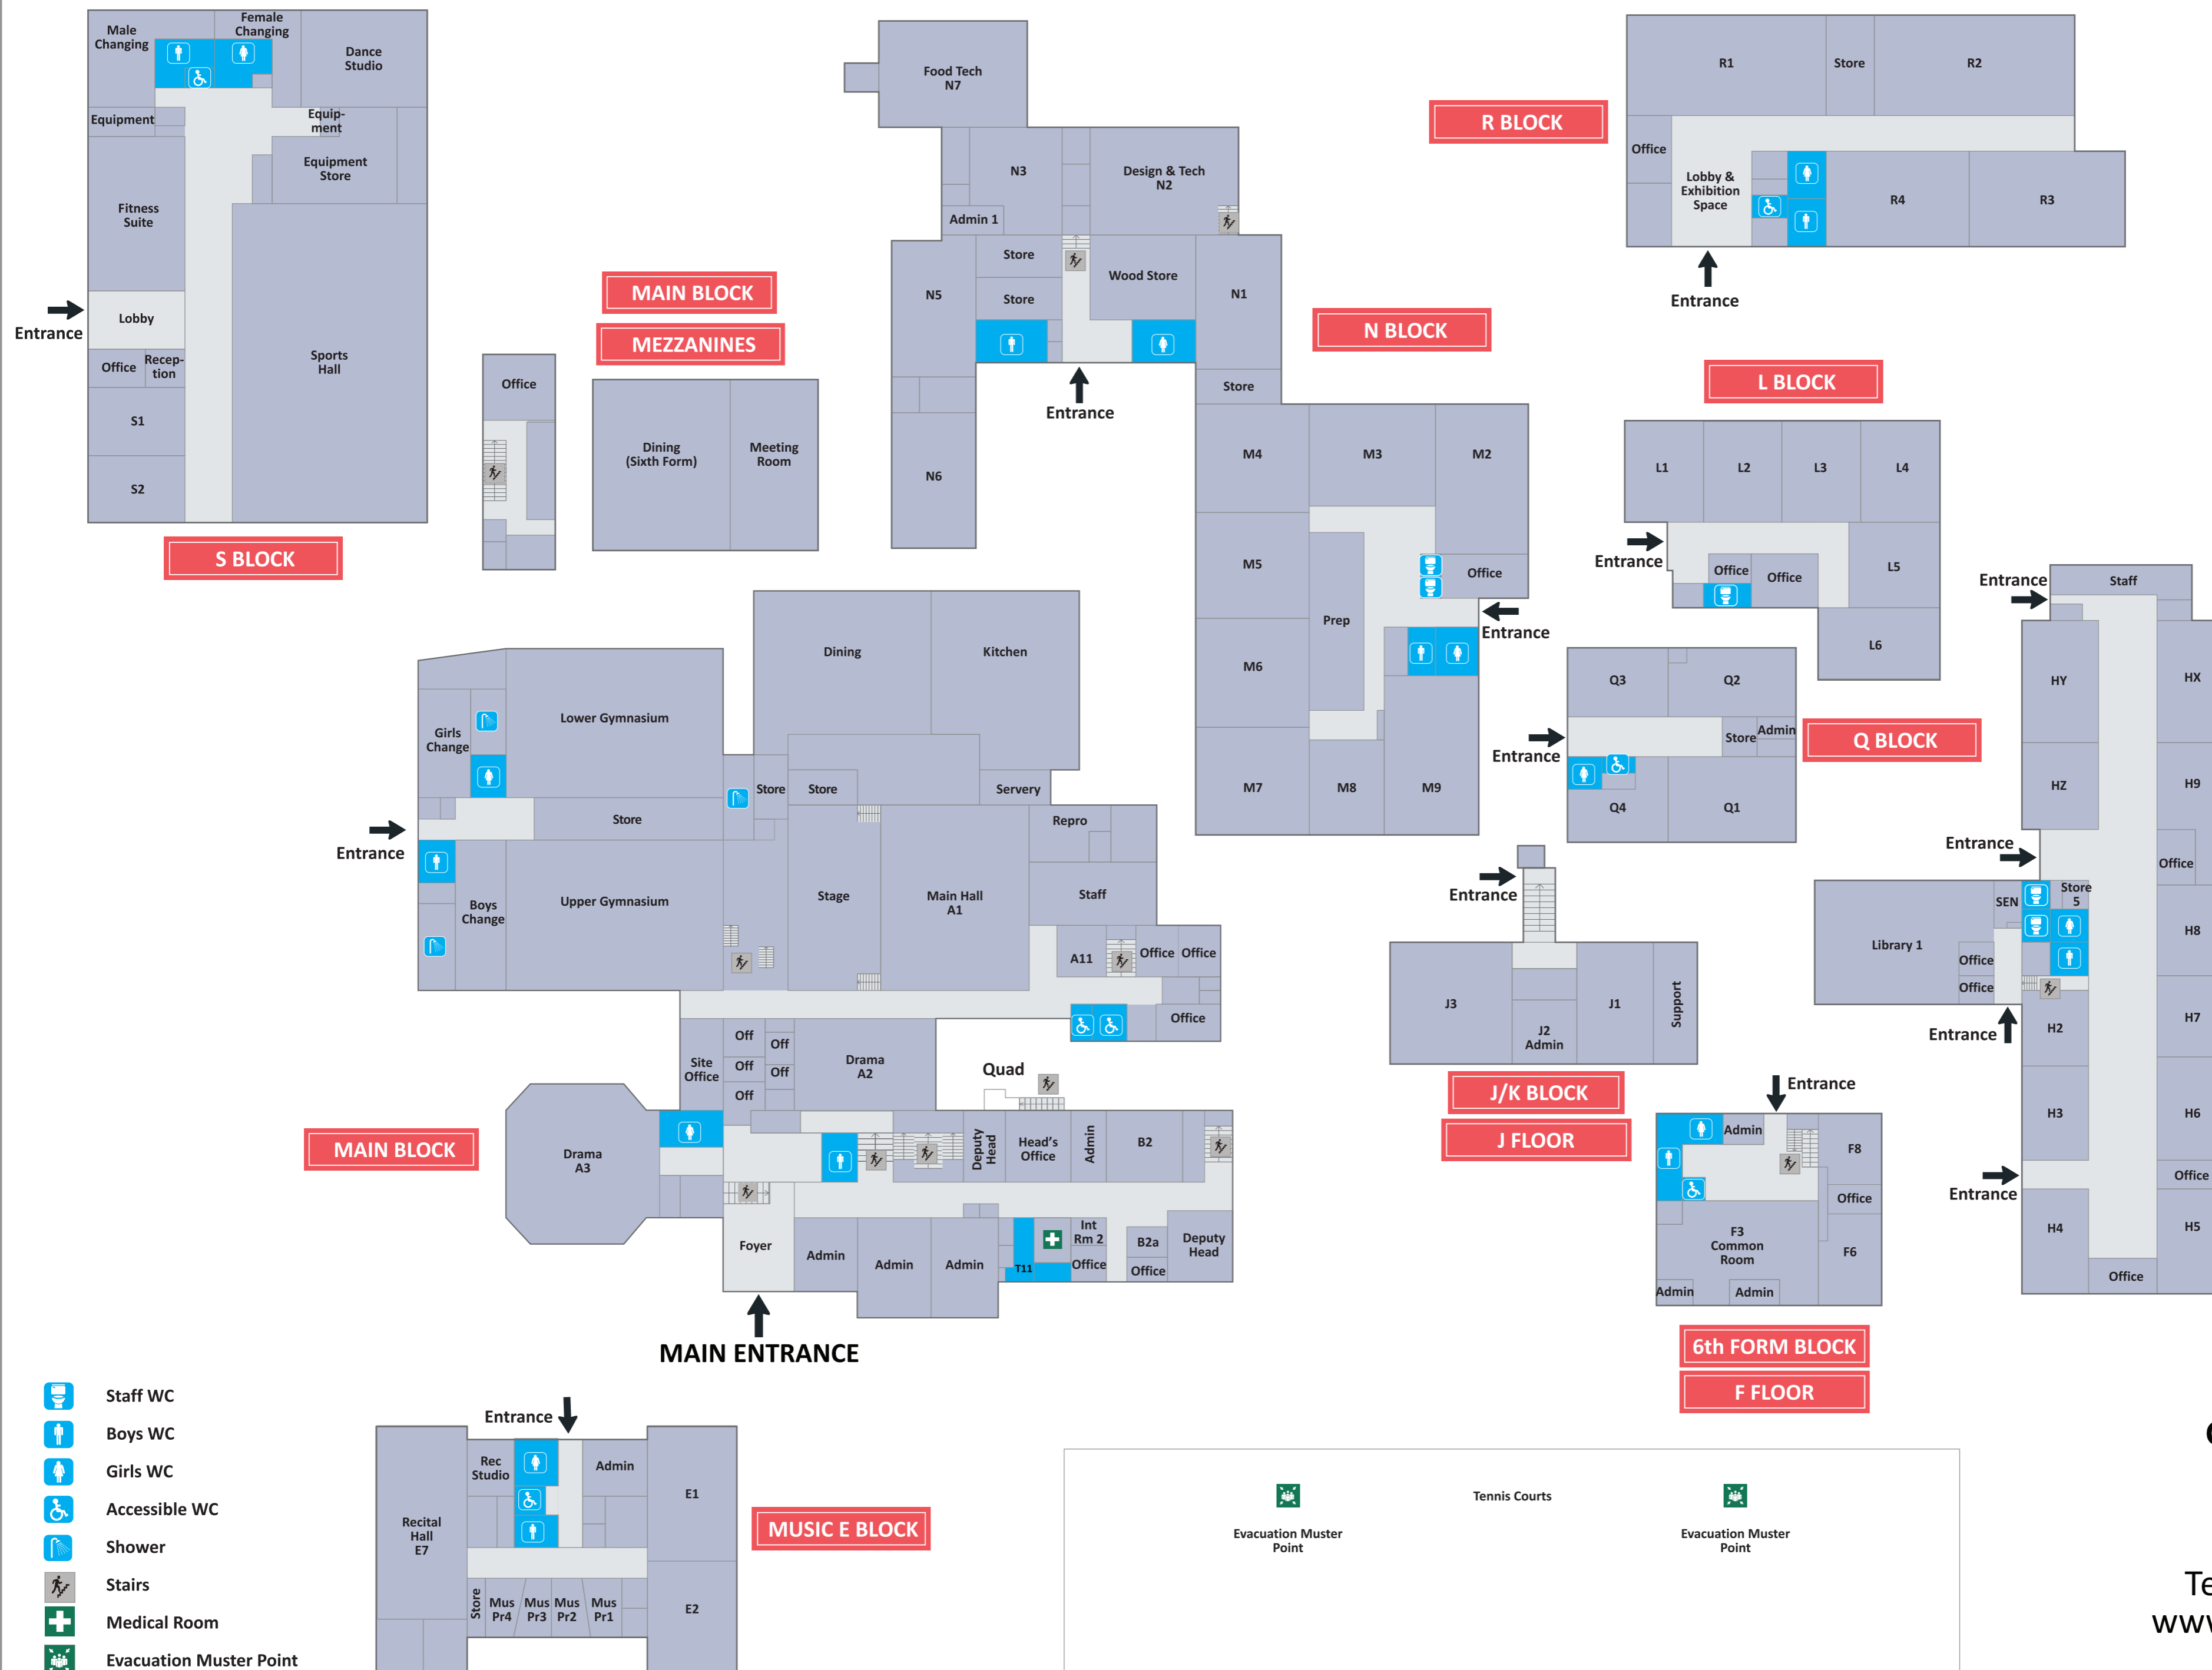 Male
Changing
Female
Changing
Dance
Studio
Equipment
Equip-
ment
Equipment
Store
Fitness
Suite
Entrance
Lobby
Office
Recep-
tion
Sports
Hall
S1
S2
S BLOCK
MAIN BLOCK
MEZZANINES
Office
Dining
(Sixth Form)
Meeting
Room
Food Tech
N7
N3
Design & Tech
N2
Admin 1
Store
Store
Wood Store
N5
N1
Entrance
Store
N6
N BLOCK
M4
M3
M2
M5
Office
Prep
Entrance
M6
M7
M8
M9
R BLOCK
R1
Store
R2
Office
Lobby &
Exhibition
Space
R4
R3
Entrance
L BLOCK
L1
L2
L3
L4
Entrance
Office
Office
L5
L6
Q3
Q2
Entrance
Store
Admin
Q4
Q1
Q BLOCK
Entrance
Staff
HY
HX
HZ
H9
Entrance
Office
SEN
Store
5
Library 1
Office
Office
H8
Entrance
H2
H7
H3
H6
Entrance
Office
H4
H5
Office
Entrance
J3
J2
Admin
J1
Support
J/K BLOCK
J FLOOR
Entrance
Admin
F8
Office
F3
Common
Room
F6
Admin
Admin
6th FORM BLOCK
F FLOOR
Dining
Kitchen
Lower Gymnasium
Girls
Change
Store
Store
Servery
Store
Entrance
Repro
Boys
Change
Upper Gymnasium
Stage
Main Hall
A1
Staff
A11
Office
Office
Office
Site
Office
Off
Off
Off
Off
Off
Drama
A2
Quad
MAIN BLOCK
Drama
A3
Deputy
Head
Head's
Office
Admin
B2
Foyer
Admin
Admin
Admin
T11
Int
Rm 2
Office
B2a
Office
Deputy
Head
MAIN ENTRANCE
Staff WC
Boys WC
Girls WC
Accessible WC
Shower
Stairs
Medical Room
Evacuation Muster Point
Entrance
Rec
Studio
Admin
E1
Recital
Hall
E7
Store
Mus
Pr4
Mus
Pr3
Mus
Pr2
Mus
Pr1
E2
MUSIC E BLOCK
Tennis Courts
Evacuation Muster
Point
Evacuation Muster
Point
Te
www